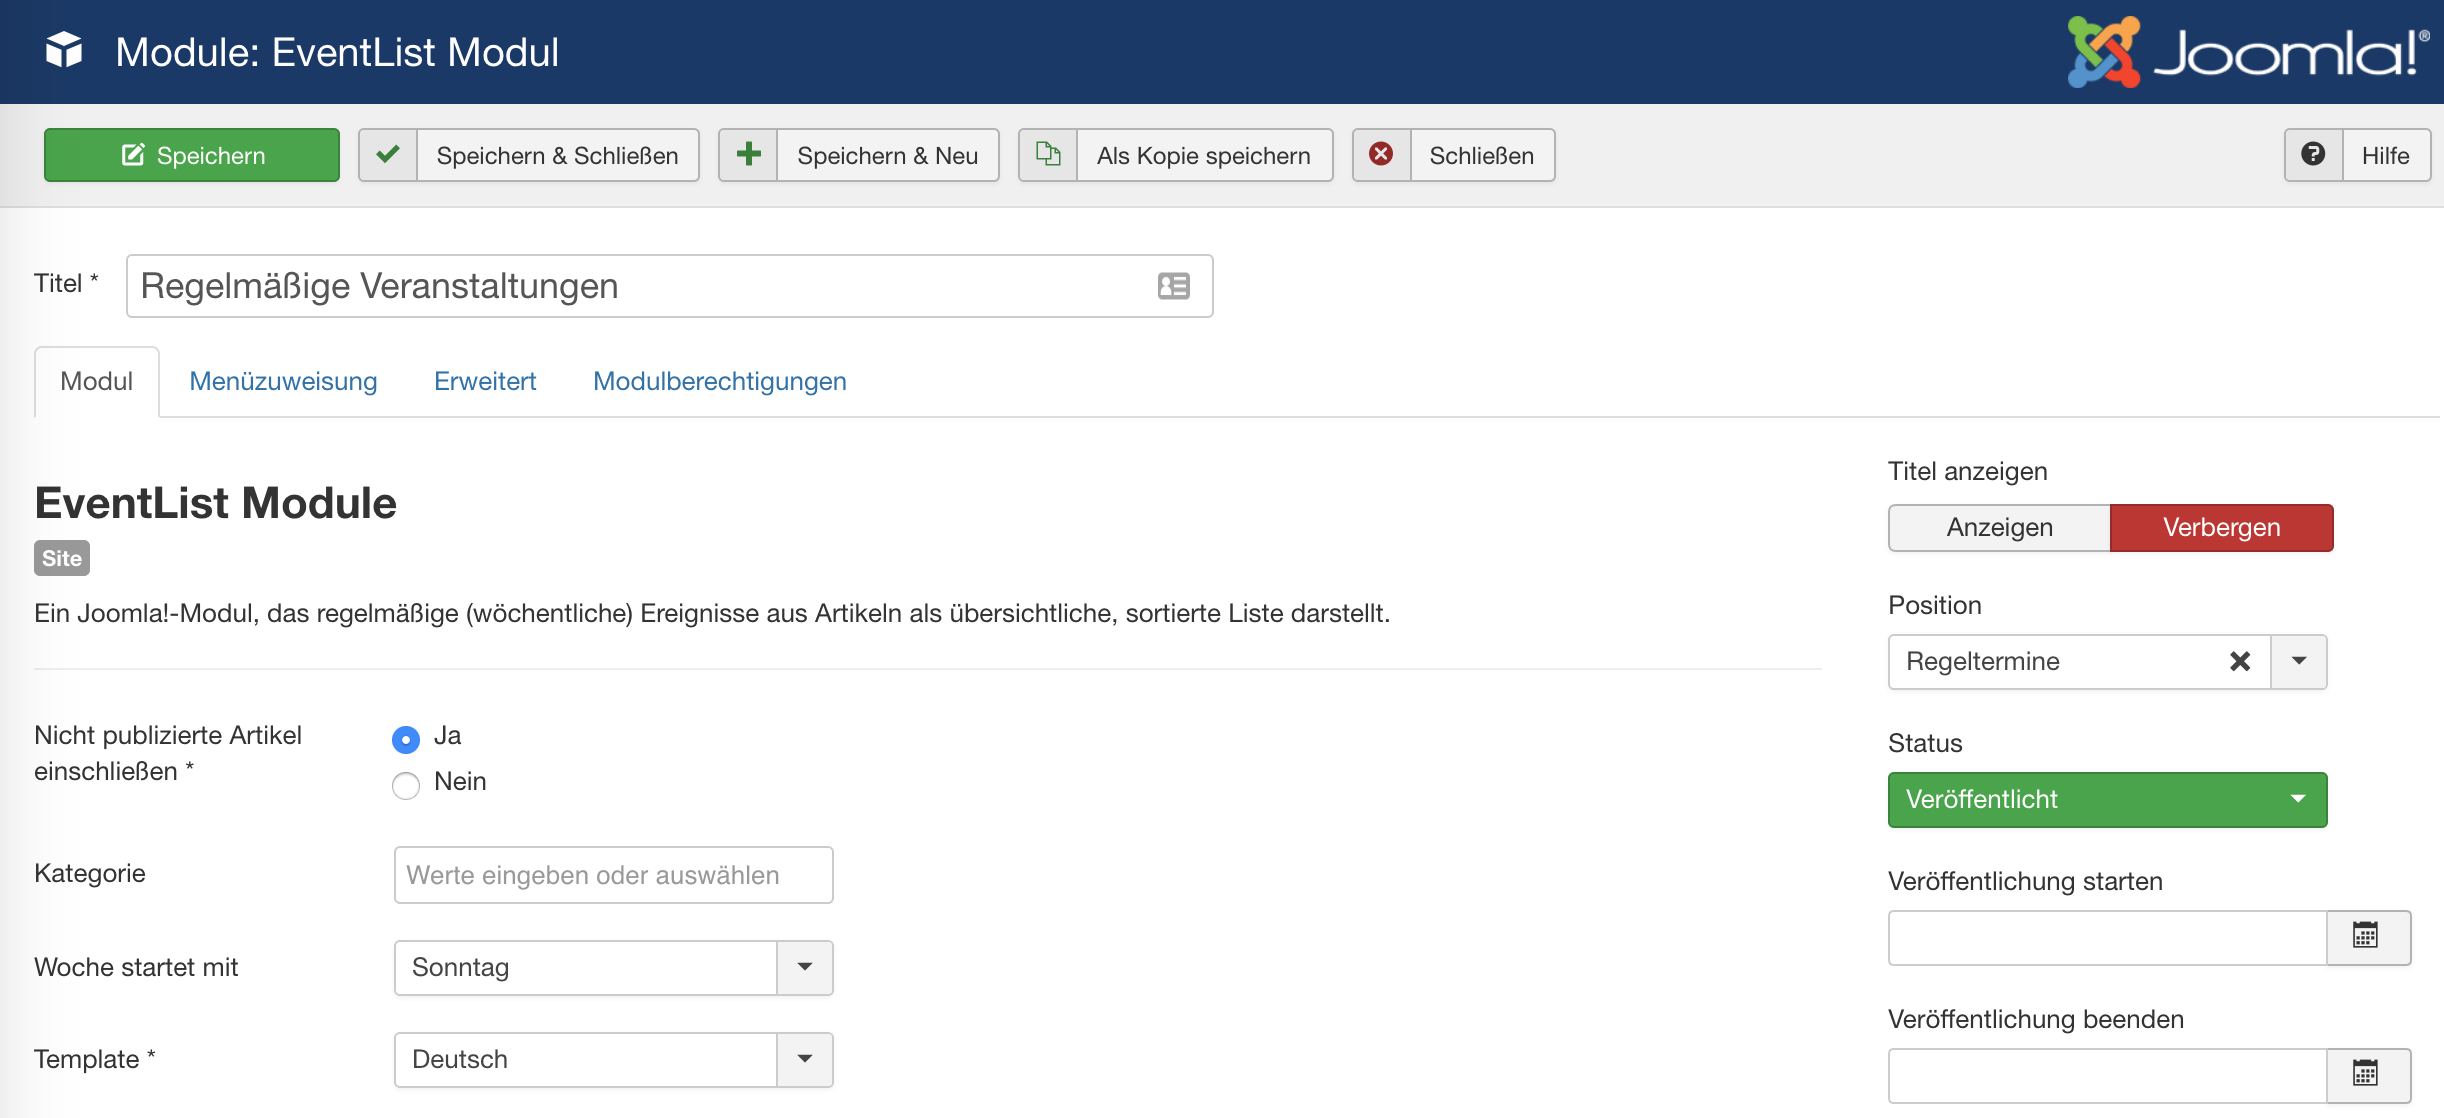 Module: EventList Modul
Joomla!®
Speichern
Speichern & Schließen
Speichern & Neu
Als Kopie speichern
Schließen
Hilfe
Titel *
Regelmäßige Veranstaltungen
Modul
Menüzuweisung
Erweitert
Modulberechtigungen
EventList Module
Site
Ein Joomla!-Modul, das regelmäßige (wöchentliche) Ereignisse aus Artikeln als übersichtliche, sortierte Liste darstellt.
Nicht publizierte Artikel
einschließen *
Ja
Nein
Kategorie
Werte eingeben oder auswählen
Woche startet mit
Sonntag
Template *
Deutsch
Titel anzeigen
Anzeigen
Verbergen
Position
Regeltermine
Status
Veröffentlicht
Veröffentlichung starten
Veröffentlichung beenden